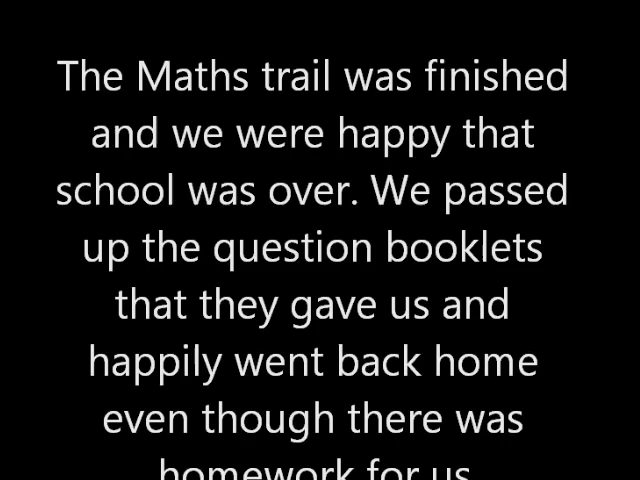 The Maths trail was finished
and we were happy that
school was over. We passed
up the question booklets
that they gave us and
happily went back home
even though there was
homework for us